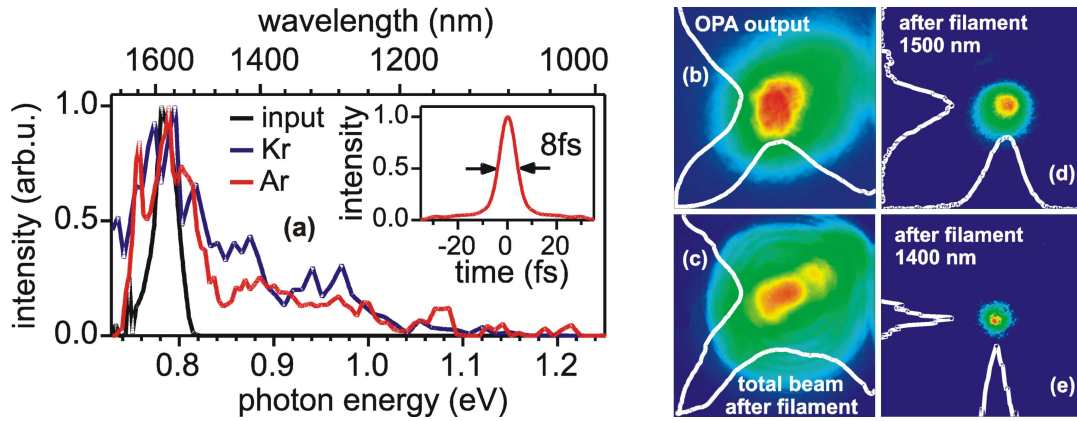 wavelength (nm)
1600 1400 1200 1000
intensity (arb.u.)
1.0
0.5
0.0
input
Kr
Ar
(a)
intensity
1.0
0.5
0.0
8fs
-20 0 20
time (fs)
0.8 0.9 1.0 1.1 1.2
photon energy (eV)
OPA output
(b)
after filament
1500 nm
(d)
(c)
total beam
after filament
after filament
1400 nm
(e)